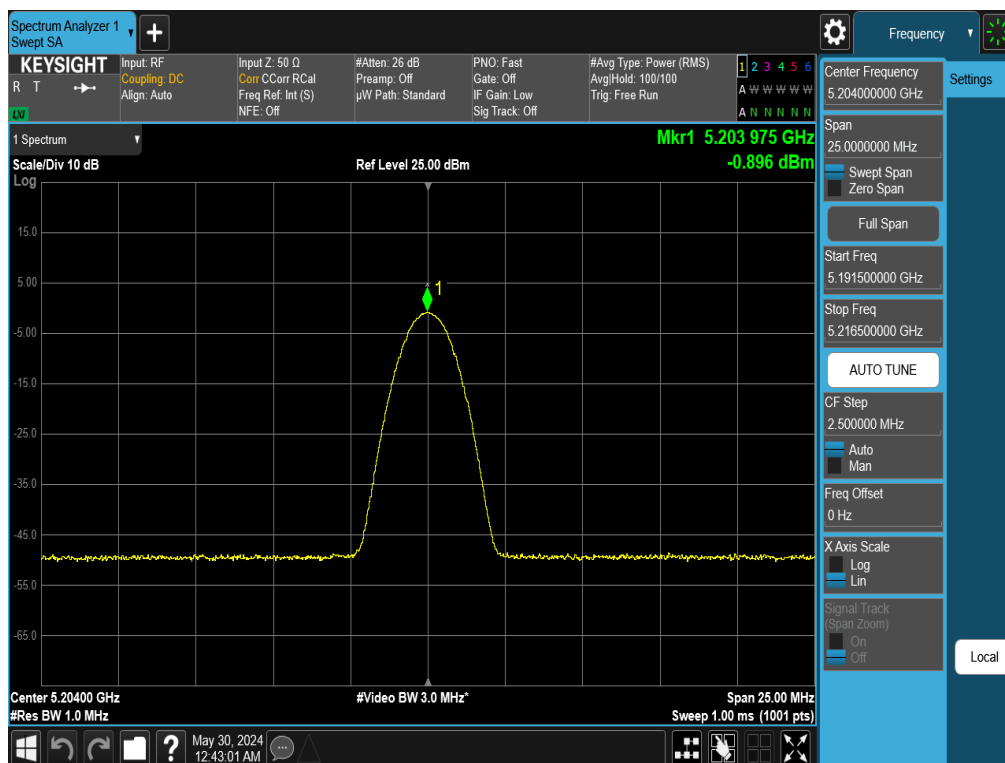 Spectrum Analyzer 1
Swept SA
+
Frequency
KEYSIGHT
R T
LXI
Input: RF
Coupling: DC
Align: Auto
Input Z: 50 Ω
Corr CCorr RCal
Freq Ref: Int (S)
NFE: Off
#Atten: 26 dB
Preamp: Off
µW Path: Standard
PNO: Fast
Gate: Off
IF Gain: Low
Sig Track: Off
#Avg Type: Power (RMS)
Avg|Hold: 100/100
Trig: Free Run
1 2 3 4 5 6
A W W W W W
A N N N N N
1 Spectrum
Scale/Div 10 dB
Log
Ref Level 25.00 dBm
Mkr1 5.203 975 GHz
-0.896 dBm
15.0
5.00
-5.00
-15.0
-25.0
-35.0
-45.0
-55.0
-65.0
1
Center 5.20400 GHz
#Res BW 1.0 MHz
#Video BW 3.0 MHz*
Span 25.00 MHz
Sweep 1.00 ms (1001 pts)
Center Frequency
5.204000000 GHz
Span
25.0000000 MHz
Swept Span
Zero Span
Full Span
Start Freq
5.191500000 GHz
Stop Freq
5.216500000 GHz
AUTO TUNE
CF Step
2.500000 MHz
Auto
Man
Freq Offset
0 Hz
X Axis Scale
Log
Lin
Signal Track
(Span Zoom)
On
Off
Settings
Local
?
May 30, 2024
12:43:01 AM